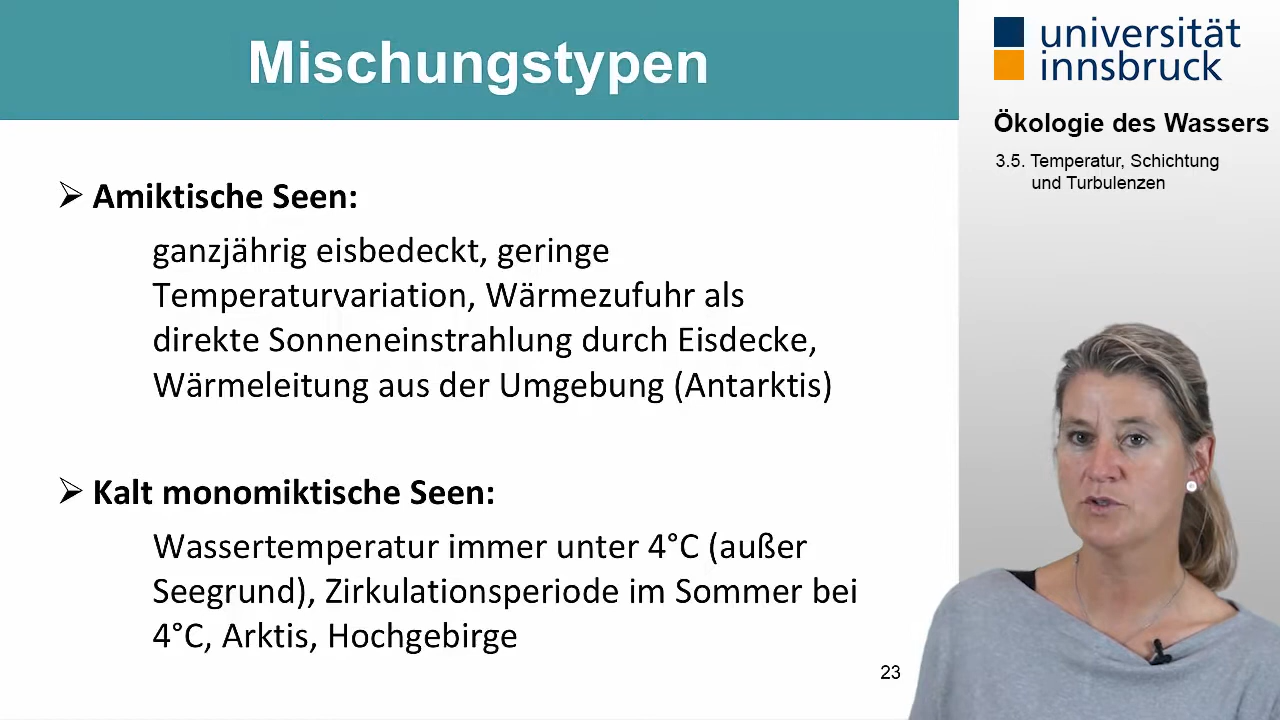 Mischungstypen
universität
innsbruck
Ökologie des Wassers
3.5. Temperatur, Schichtung
und Turbulenzen
➢ Amiktische Seen:
ganzjährig eisbedeckt, geringe
Temperaturvariation, Wärmezufuhr als
direkte Sonneneinstrahlung durch Eisdecke,
Wärmeleitung aus der Umgebung (Antarktis)
➢ Kalt monomiktische Seen:
Wassertemperatur immer unter 4°C (außer
Seegrund), Zirkulationsperiode im Sommer bei
4°C, Arktis, Hochgebirge
23